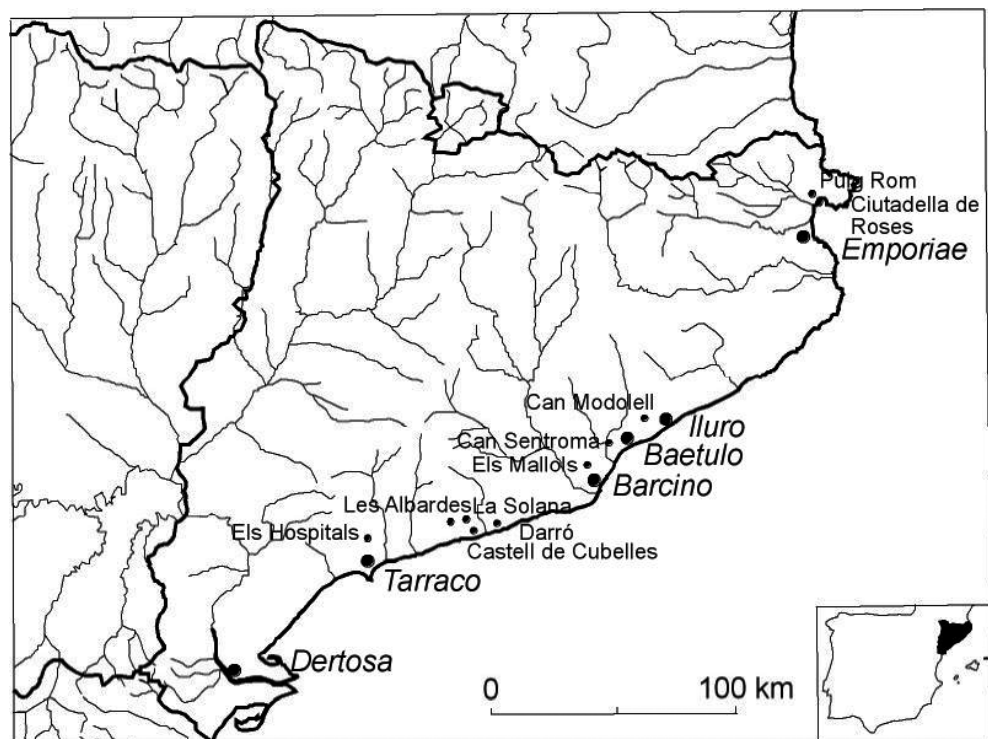 Puig Rom
Ciutadella de
Roses
Emporiae
Can Modolell
Iluro
Can Sentroma
Baetulo
Els Mallols
Barcino
Les Albardes
La Solana
Els Hospitals
Darró
Castell de Cubelles
Tarraco
Dertosa
0 100 km